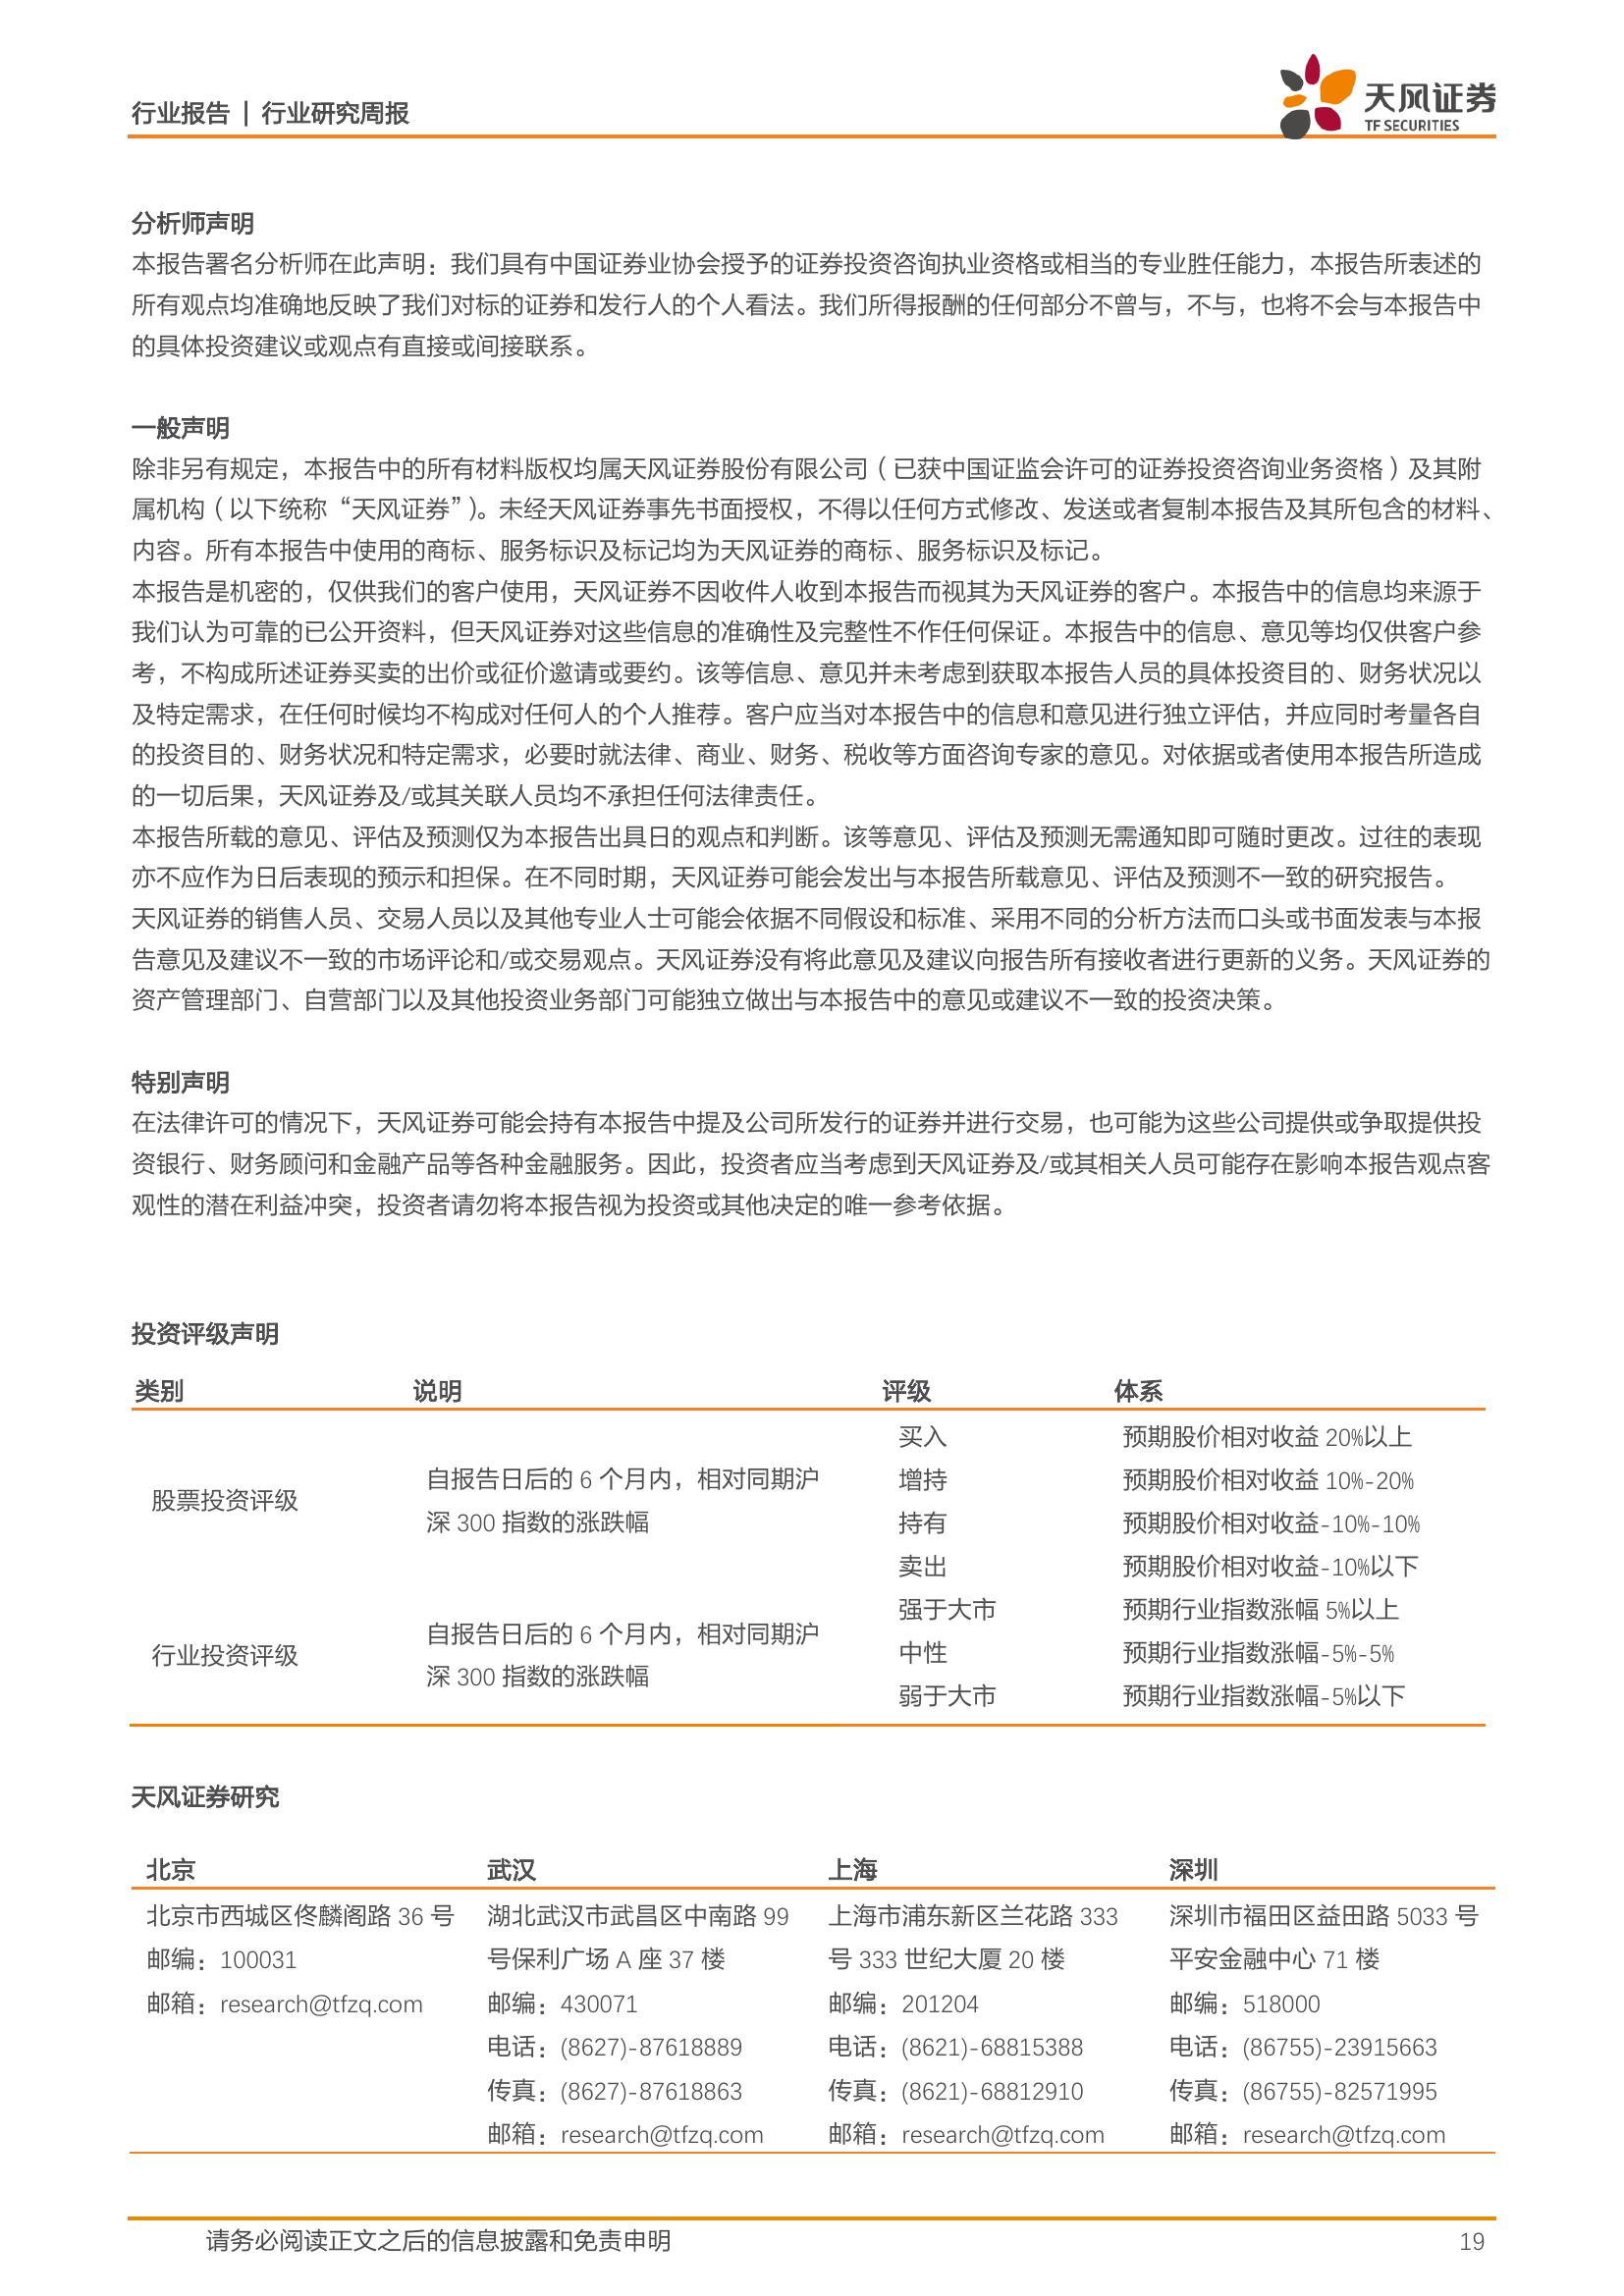 行业报告 | 行业研究周报
天风证券
TF SECURITIES
分析师声明
本报告署名分析师在此声明：我们具有中国证券业协会授予的证券投资咨询执业资格或相当的专业胜任能力，本报告所表述的
所有观点均准确地反映了我们对标的证券和发行人的个人看法。我们所得报酬的任何部分不曾与，不与，也将不会与本报告中
的具体投资建议或观点有直接或间接联系。
一般声明
除非另有规定，本报告中的所有材料版权均属天风证券股份有限公司（已获中国证监会许可的证券投资咨询业务资格）及其附
属机构（以下统称“天风证券”）。未经天风证券事先书面授权，不得以任何方式修改、发送或者复制本报告及其所包含的材料、
内容。所有本报告中使用的商标、服务标识及标记均为天风证券的商标、服务标识及标记。
本报告是机密的，仅供我们的客户使用，天风证券不因收件人收到本报告而视其为天风证券的客户。本报告中的信息均来源于
我们认为可靠的已公开资料，但天风证券对这些信息的准确性及完整性不作任何保证。本报告中的信息、意见等均仅供客户参
考，不构成所述证券买卖的出价或征价邀请或要约。该等信息、意见并未考虑到获取本报告人员的具体投资目的、财务状况以
及特定需求，在任何时候均不构成对任何人的个人推荐。客户应当对本报告中的信息和意见进行独立评估，并应同时考量各自
的投资目的、财务状况和特定需求，必要时就法律、商业、财务、税收等方面咨询专家的意见。对依据或者使用本报告所造成
的一切后果，天风证券及/或其关联人员均不承担任何法律责任。
本报告所载的意见、评估及预测仅为本报告出具日的观点和判断。该等意见、评估及预测无需通知即可随时更改。过往的表现
亦不应作为日后表现的预示和担保。在不同时期，天风证券可能会发出与本报告所载意见、评估及预测不一致的研究报告。
天风证券的销售人员、交易人员以及其他专业人士可能会依据不同假设和标准、采用不同的分析方法而口头或书面发表与本报
告意见及建议不一致的市场评论和/或交易观点。天风证券没有将此意见及建议向报告所有接收者进行更新的义务。天风证券的
资产管理部门、自营部门以及其他投资业务部门可能独立做出与本报告中的意见或建议不一致的投资决策。
特别声明
在法律许可的情况下，天风证券可能会持有本报告中提及公司所发行的证券并进行交易，也可能为这些公司提供或争取提供投
资银行、财务顾问和金融产品等各种金融服务。因此，投资者应当考虑到天风证券及/或其相关人员可能存在影响本报告观点客
观性的潜在利益冲突，投资者请勿将本报告视为投资或其他决定的唯一参考依据。
投资评级声明
类别 说明 评级 体系
股票投资评级
自报告日后的 6 个月内，相对同期沪
深 300 指数的涨跌幅
买入 预期股价相对收益 20%以上
增持 预期股价相对收益 10%-20%
持有 预期股价相对收益-10%-10%
卖出 预期股价相对收益-10%以下
行业投资评级
自报告日后的 6 个月内，相对同期沪
深 300 指数的涨跌幅
强于大市 预期行业指数涨幅 5%以上
中性 预期行业指数涨幅-5%-5%
弱于大市 预期行业指数涨幅-5%以下
天风证券研究
北京 武汉 上海 深圳
北京市西城区佟麟阁路 36 号 湖北武汉市武昌区中南路 99 上海市浦东新区兰花路 333 深圳市福田区益田路 5033 号
邮编：100031 号保利广场 A 座 37 楼 号 333 世纪大厦 20 楼 平安金融中心 71 楼
邮箱：research@tfzq.com 邮编：430071 邮编：201204 邮编：518000
电话：(8627)-87618889 电话：(8621)-68815388 电话：(86755)-23915663
传真：(8627)-87618863 传真：(8621)-68812910 传真：(86755)-82571995
邮箱：research@tfzq.com 邮箱：research@tfzq.com 邮箱：research@tfzq.com
请务必阅读正文之后的信息披露和免责申明 19